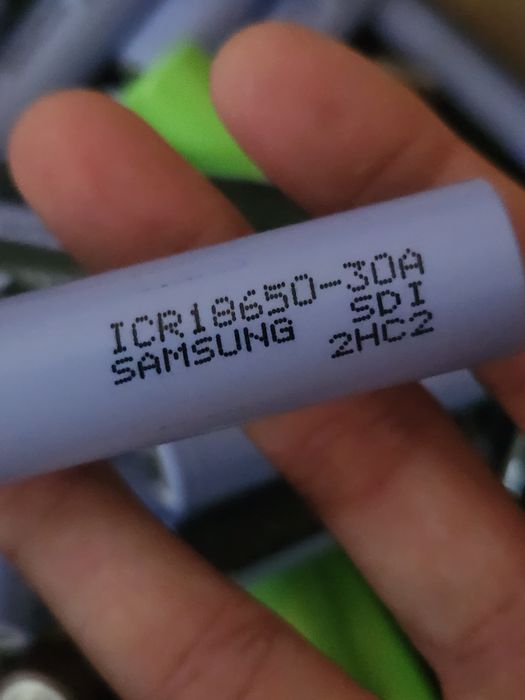 ICR18650-30A
SAMSUNG SDI
2HC2